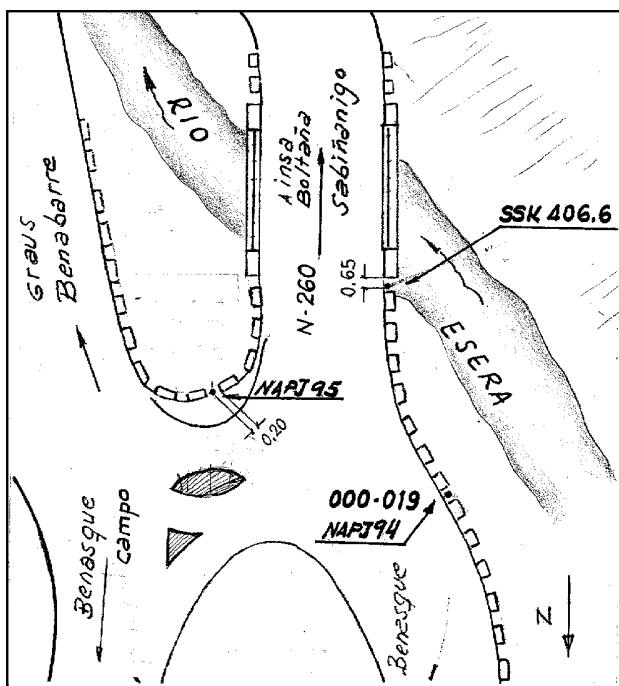 RIO
Ainsa
Boltaña
Sabiñanigo
N-260
SSK 406.6
0,65
Graus
Benabarre
ESERA
NAPJ95
0,20
000-019
NAPJ94
Benasque
Campo
Benesque
N